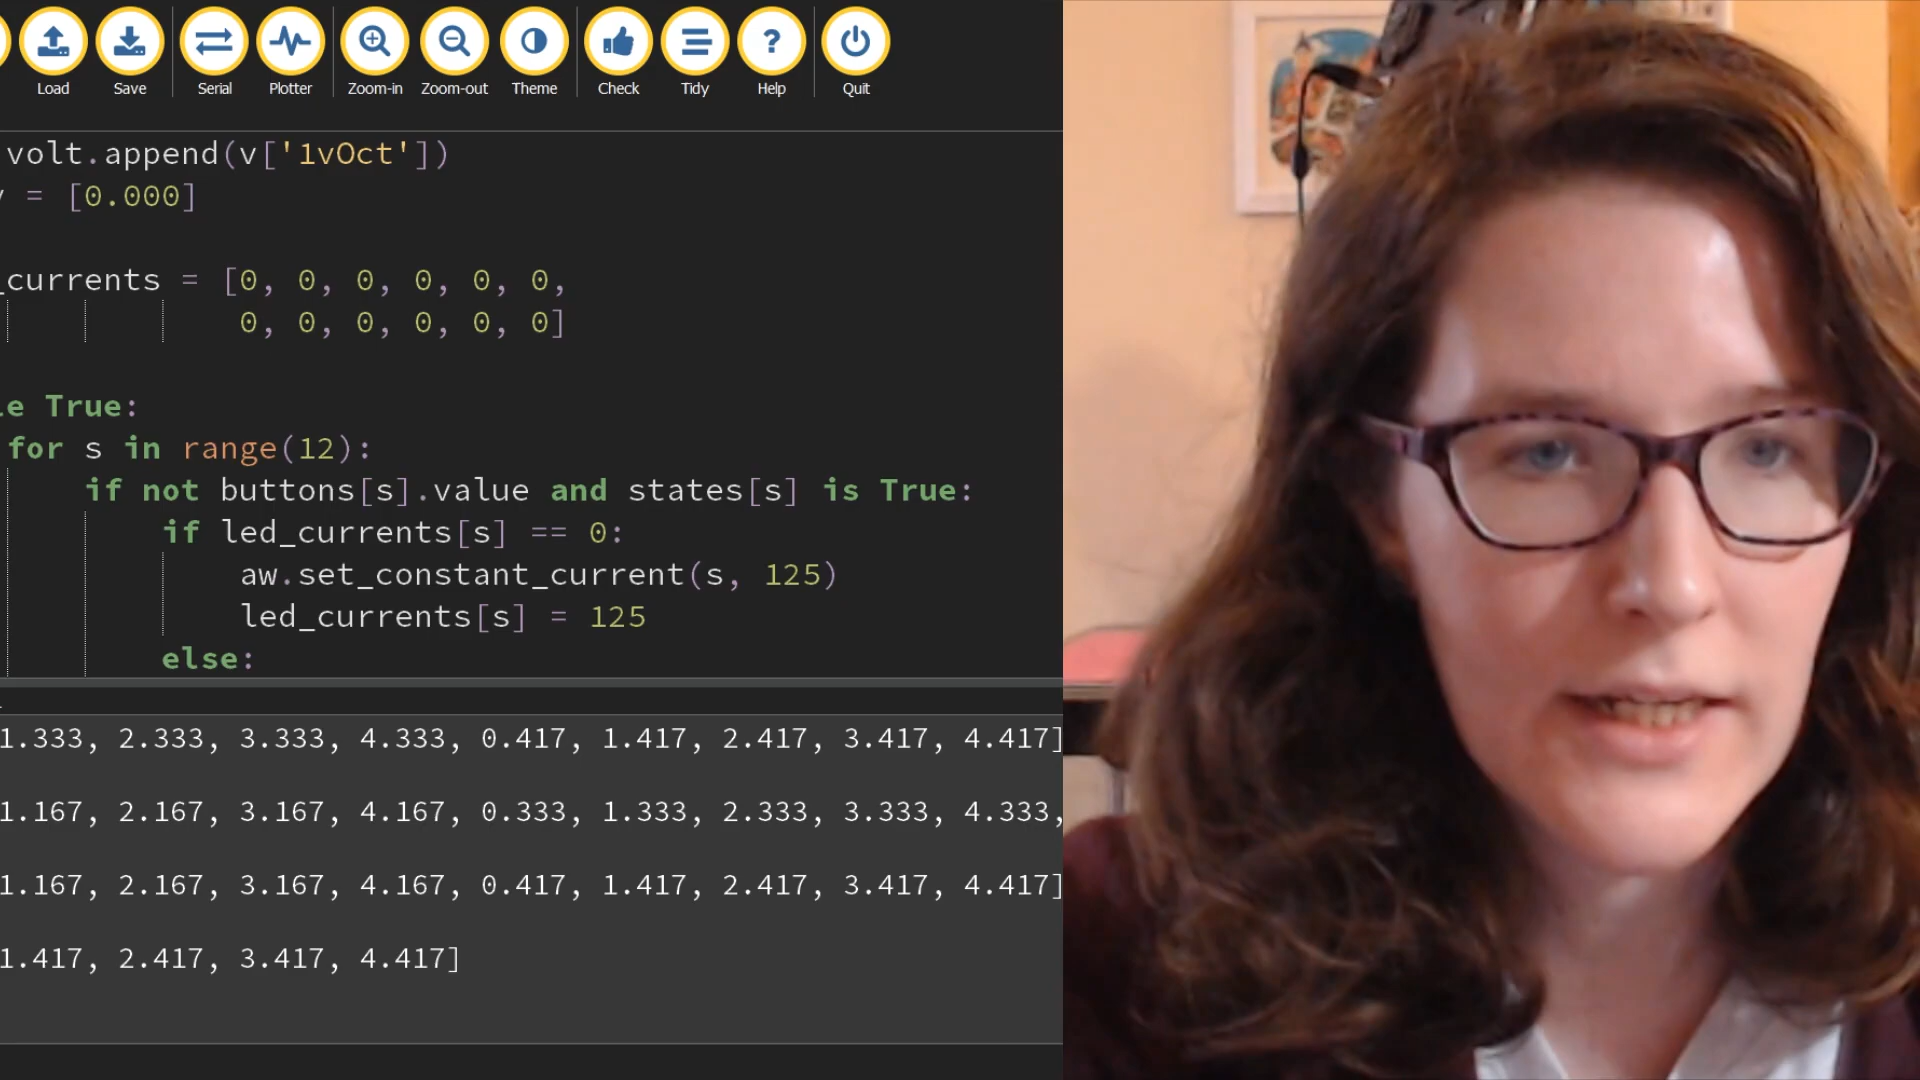 Load Save Serial Plotter Zoom-in Zoom-out Theme Check Tidy Help Quit
volt.append(v['1vOct'])
= [0.000]
_currents = [0, 0, 0, 0, 0, 0,
0, 0, 0, 0, 0, 0]
e True:
for s in range(12):
if not buttons[s].value and states[s] is True:
if led_currents[s] == 0:
aw.set_constant_current(s, 125)
led_currents[s] = 125
else:
1.333, 2.333, 3.333, 4.333, 0.417, 1.417, 2.417, 3.417, 4.417]
1.167, 2.167, 3.167, 4.167, 0.333, 1.333, 2.333, 3.333, 4.333,
1.167, 2.167, 3.167, 4.167, 0.417, 1.417, 2.417, 3.417, 4.417]
1.417, 2.417, 3.417, 4.417]